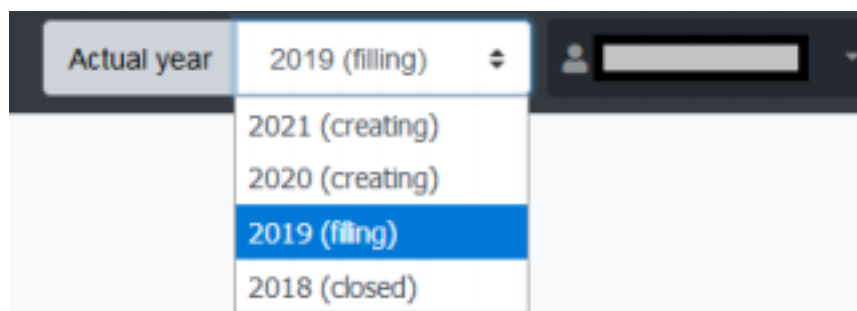 Actual year 2019 (filling)
2021 (creating)
2020 (creating)
2019 (filling)
2018 (closed)